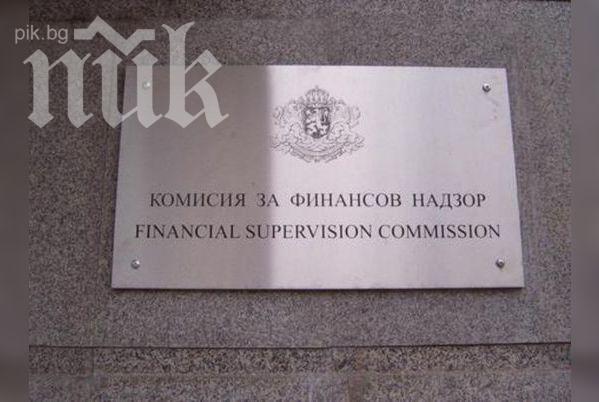 pik.bg
пик
КОМИСИЯ ЗА ФИНАНСОВ НАДЗОР
FINANCIAL SUPERVISION COMMISSION